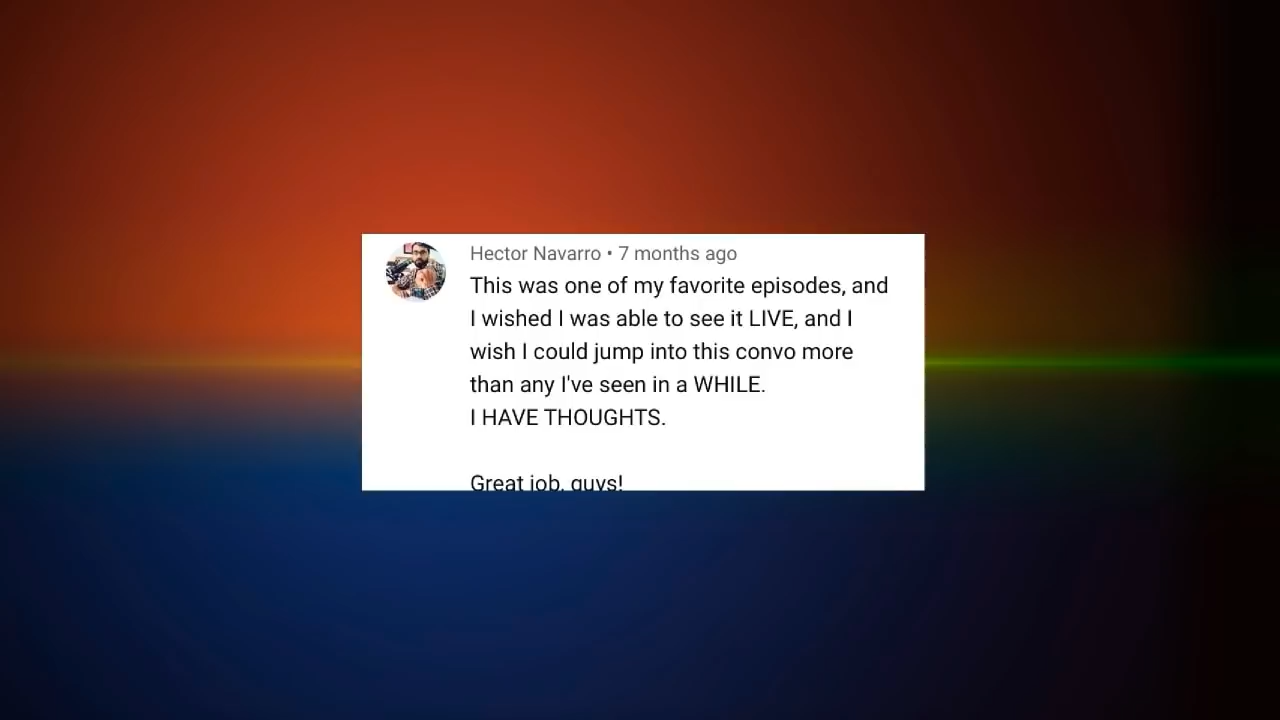 Hector Navarro • 7 months ago
This was one of my favorite episodes, and
I wished I was able to see it LIVE, and I
wish I could jump into this convo more
than any I've seen in a WHILE.
I HAVE THOUGHTS.
Great job, guys!